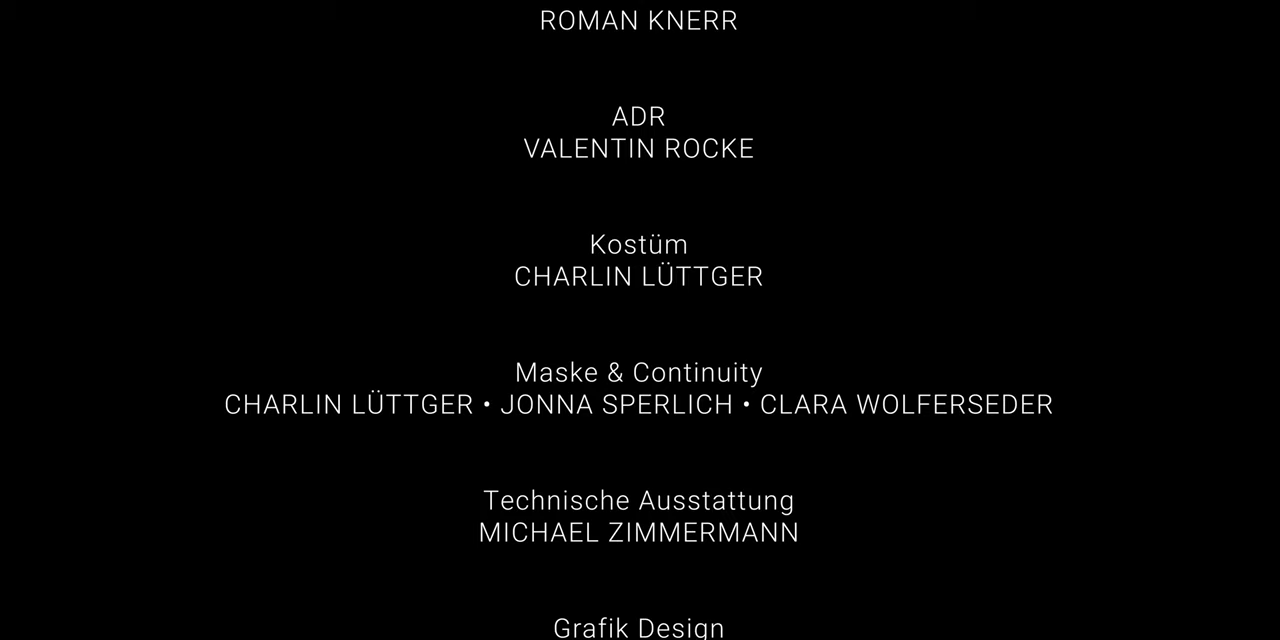 ROMAN KNERR
ADR
VALENTIN ROCKE
Kostüm
CHARLIN LÜTTGER
Maske & Continuity
CHARLIN LÜTTGER • JONNA SPERLICH • CLARA WOLFERSEDER
Technische Ausstattung
MICHAEL ZIMMERMANN
Grafik Design